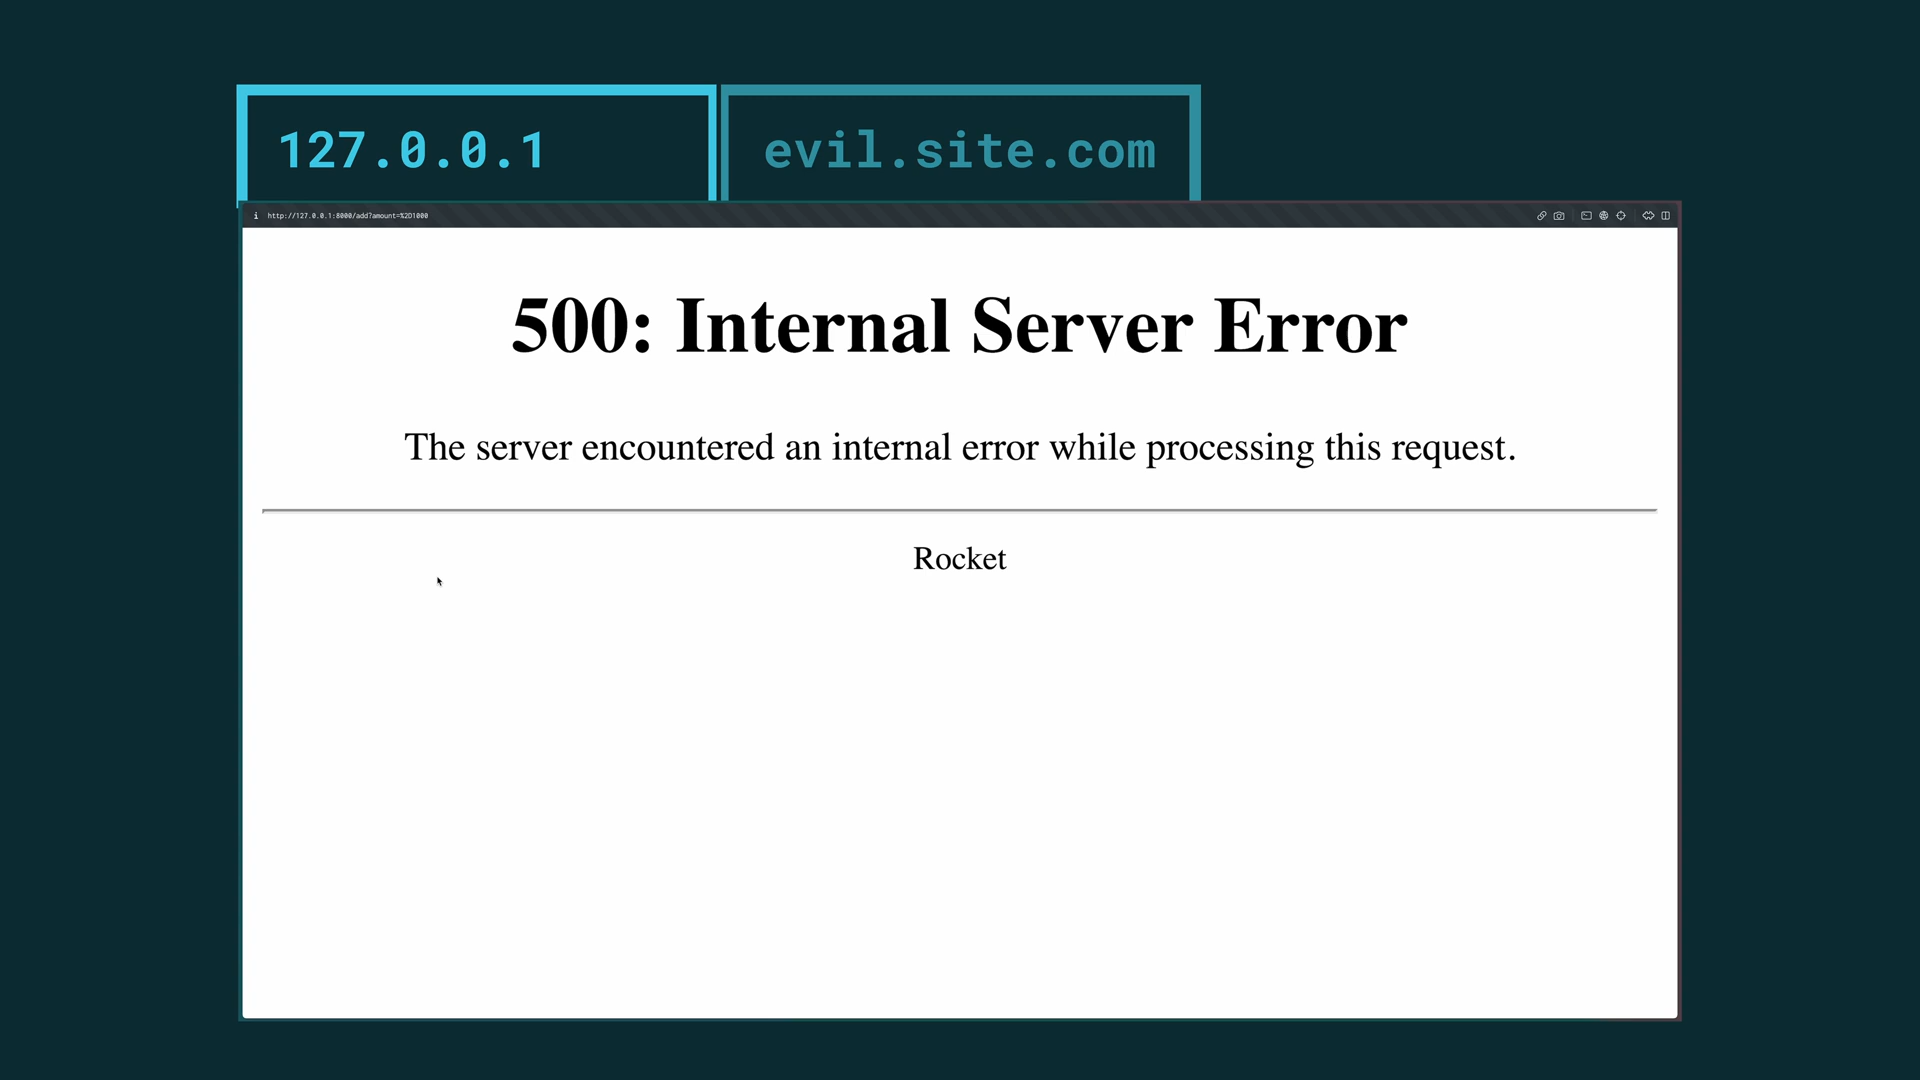 127.0.0.1
evil.site.com
http://127.0.0.1:8000/add?amount=%2D1000
500: Internal Server Error
The server encountered an internal error while processing this request.
Rocket